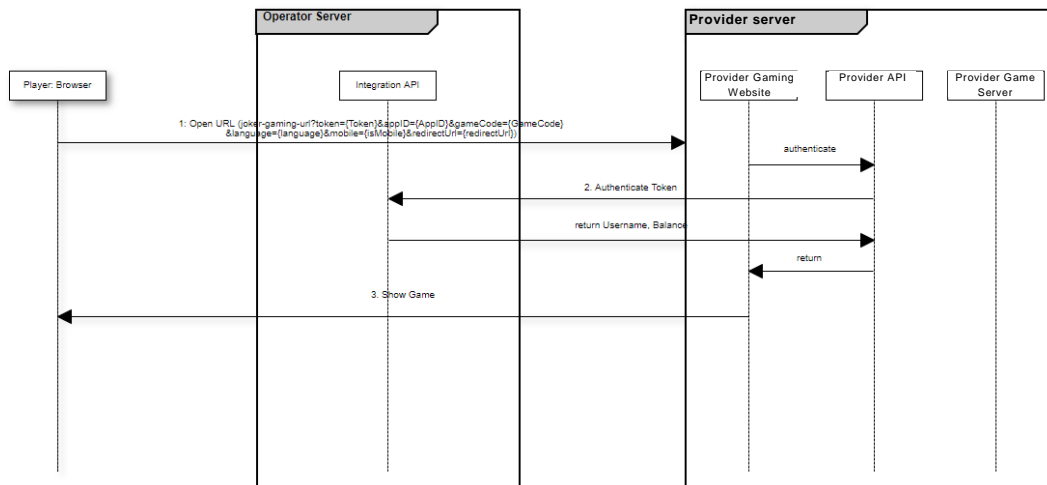 Operator Server
Provider server
Player: Browser
Integration API
Provider Gaming
Website
Provider API
Provider Game
Server
1: Open URL (joker-gaming-url?token={Token}&appID={AppID}&gameCode={GameCode}
&language={language}&mobile={isMobile}&redirectUrl={redirectUrl})
authenticate
2. Authenticate Token
return Username, Balance
return
3. Show Game